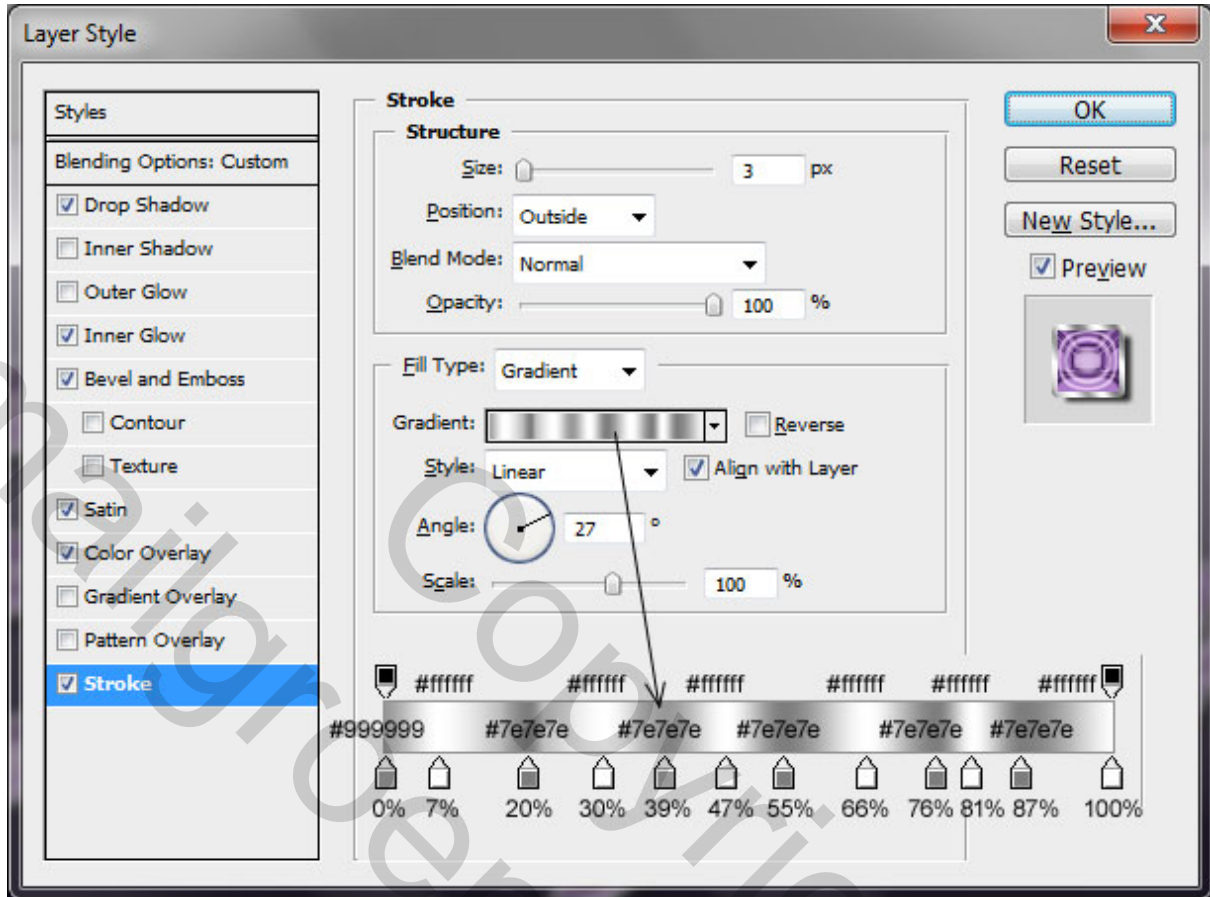 Layer Style
Styles
Blending Options: Custom
Drop Shadow
Inner Shadow
Outer Glow
Inner Glow
Bevel and Emboss
Contour
Texture
Satin
Color Overlay
Gradient Overlay
Pattern Overlay
Stroke
Stroke
Structure
Size: 3 px
Position: Outside
Blend Mode: Normal
Opacity: 100 %
Fill Type: Gradient
Gradient: Reverse
Style: Linear Align with Layer
Angle: 27 °
Scale: 100 %
#ffffff #ffffff #ffffff #ffffff #ffffff #ffffff
#999999 #7e7e7e #7e7e7e #7e7e7e #7e7e7e #7e7e7e
0% 7% 20% 30% 39% 47% 55% 66% 76% 81% 87% 100%
OK
Reset
New Style...
Preview